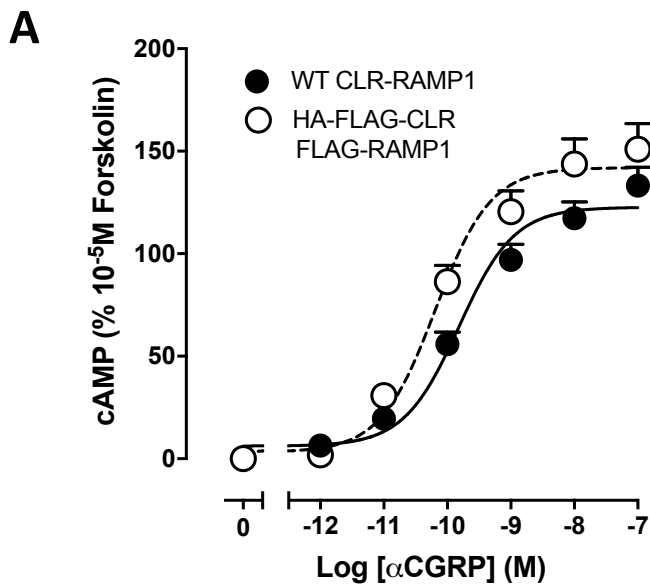 A
200
150
100
50
0
cAMP (% 10⁻⁵M Forskolin)
WT CLR-RAMP1
HA-FLAG-CLR
FLAG-RAMP1
0 -12 -11 -10 -9 -8 -7
Log [αCGRP] (M)